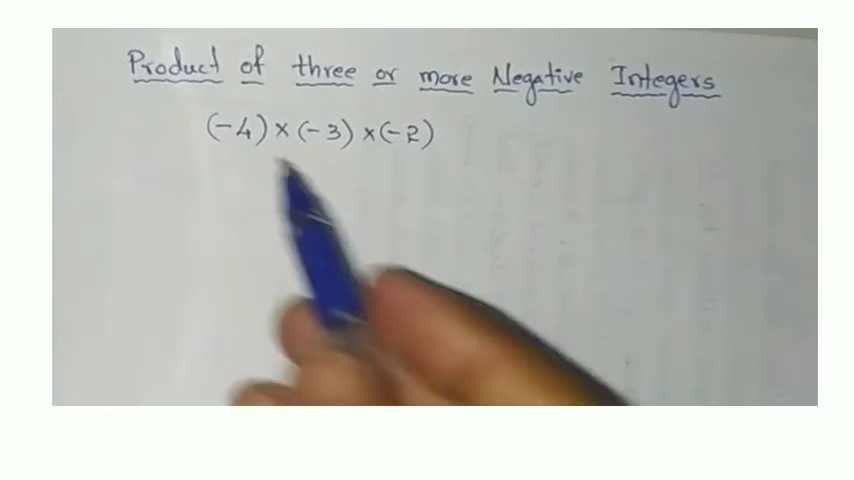 Product of three or more Negative Integers
(-4) × (-3) × (-2)